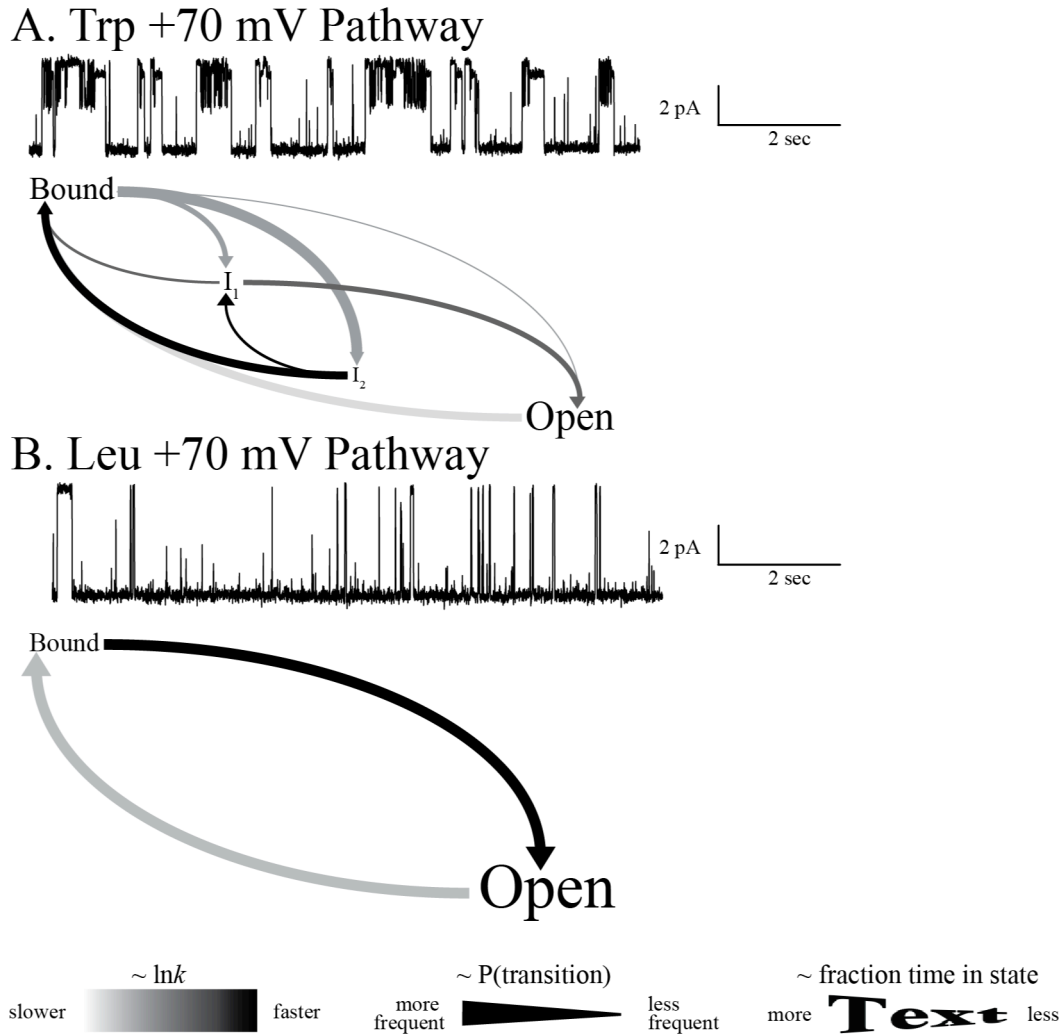 A. Trp +70 mV Pathway
2 pA
2 sec
Bound
I1
I2
Open
B. Leu +70 mV Pathway
2 pA
2 sec
Bound
Open
~ lnk
~ P(transition)
~ fraction time in state
slower
faster
more
frequent
less
frequent
more
Text
less